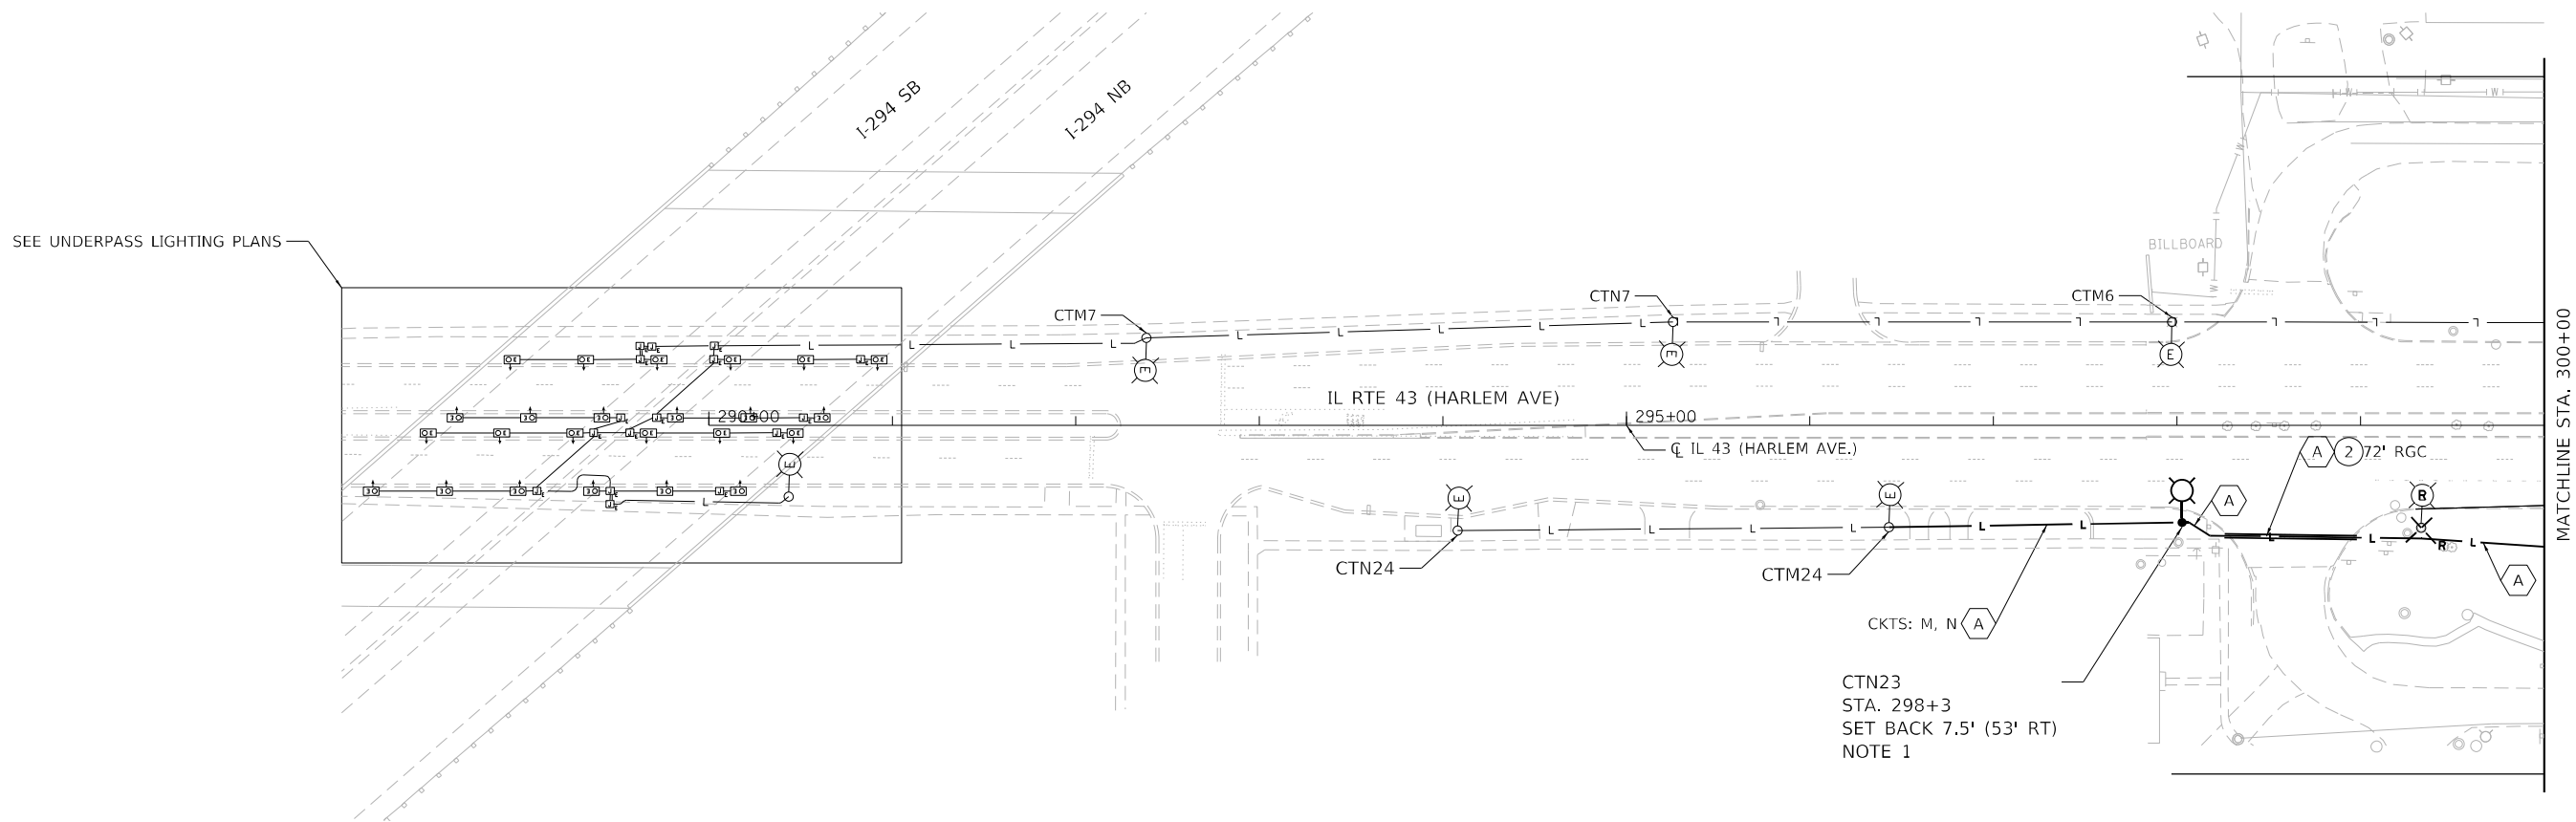 I-294 SB
I-294 NB
SEE UNDERPASS LIGHTING PLANS
BILLBOARD
CTM7
CTN7
CTM6
IL RTE 43 (HARLEM AVE)
290+00
295+00
℄ IL 43 (HARLEM AVE.)
A 2 72' RGC
A
R
R
A
CTN24
CTM24
CKTS: M, N A
CTN23
STA. 298+3
SET BACK 7.5' (53' RT)
NOTE 1
MATCHLINE STA. 300+00